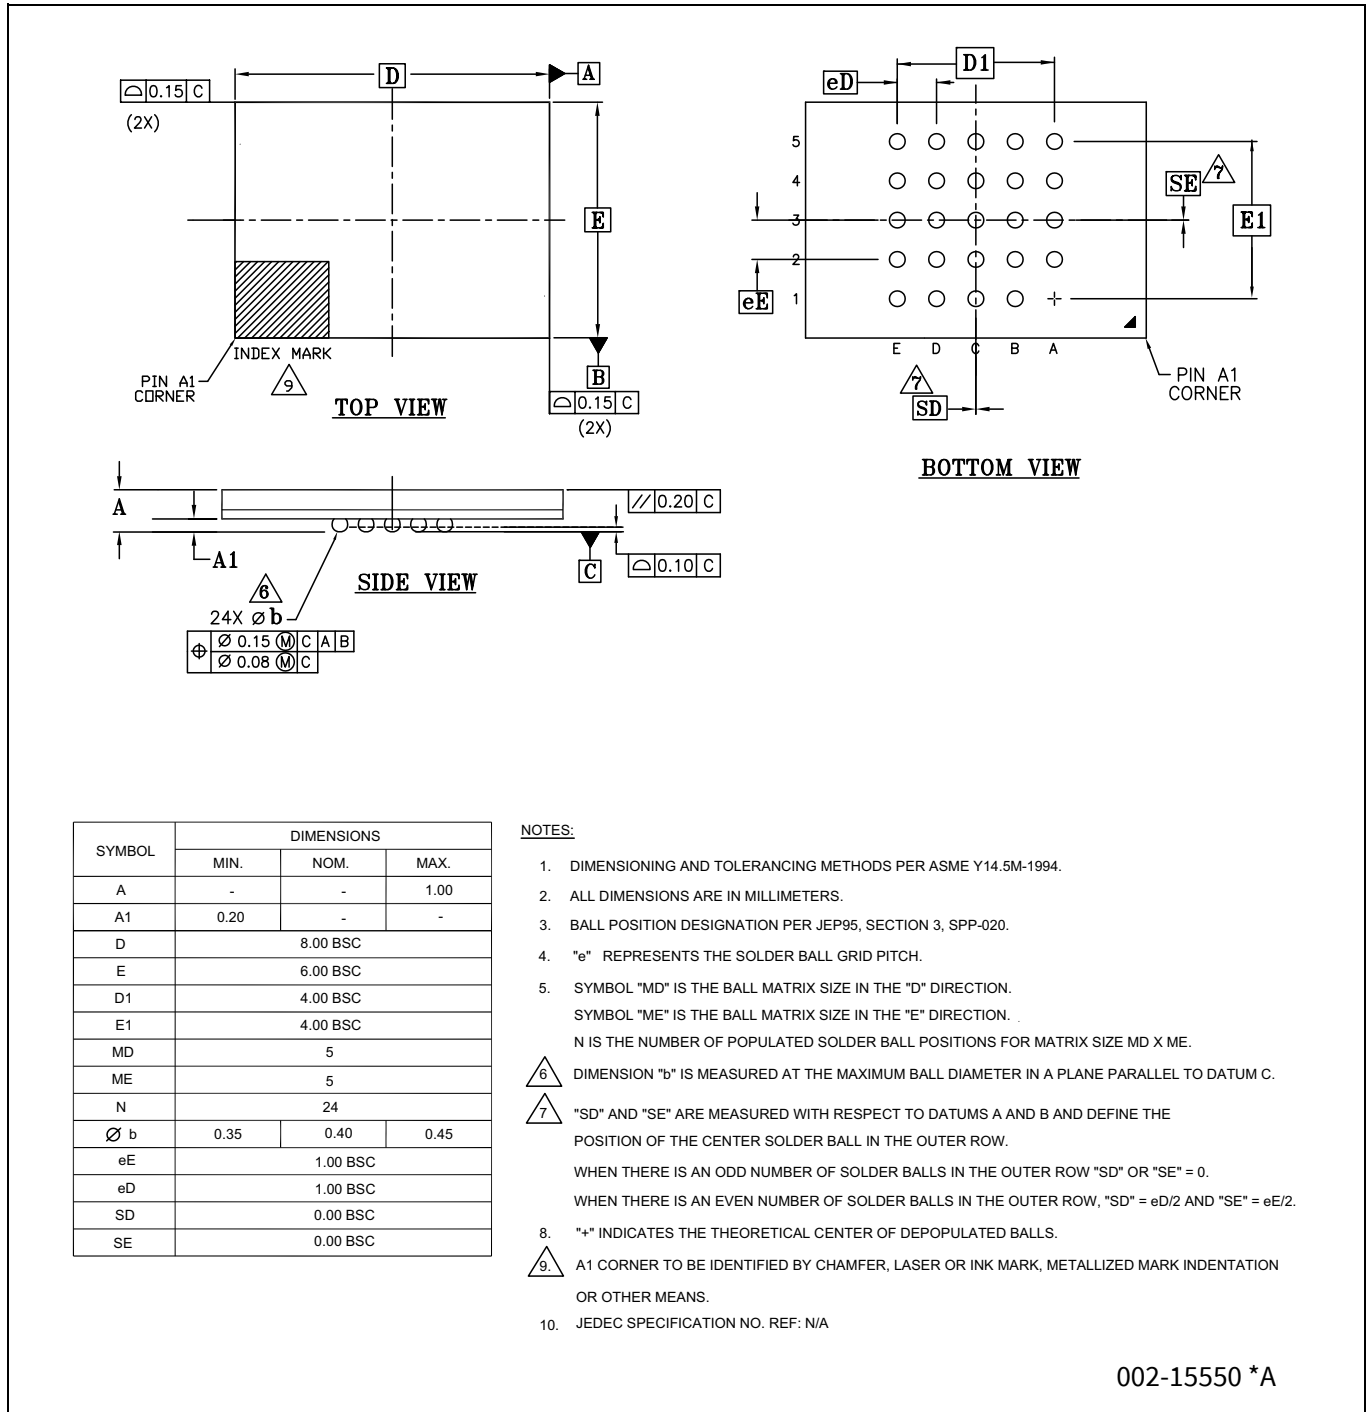 D
A
⌓ 0.15 C
(2X)
E
INDEX MARK
9
PIN A1
CORNER
B
⌓ 0.15 C
(2X)
TOP VIEW
D1
eD
5
4
3
2
1
SE
7
E1
eE
E D C B A
7
SD
PIN A1
CORNER
BOTTOM VIEW
A
A1
// 0.20 C
C
⌓ 0.10 C
SIDE VIEW
6
24X Ø b
⌖ Ø 0.15 Ⓜ C A B
Ø 0.08 Ⓜ C
SYMBOL DIMENSIONS
MIN. NOM. MAX.
A - - 1.00
A1 0.20 - -
D 8.00 BSC
E 6.00 BSC
D1 4.00 BSC
E1 4.00 BSC
MD 5
ME 5
N 24
Ø b 0.35 0.40 0.45
eE 1.00 BSC
eD 1.00 BSC
SD 0.00 BSC
SE 0.00 BSC
NOTES:
1. DIMENSIONING AND TOLERANCING METHODS PER ASME Y14.5M-1994.
2. ALL DIMENSIONS ARE IN MILLIMETERS.
3. BALL POSITION DESIGNATION PER JEP95, SECTION 3, SPP-020.
4. "e" REPRESENTS THE SOLDER BALL GRID PITCH.
5. SYMBOL "MD" IS THE BALL MATRIX SIZE IN THE "D" DIRECTION.
SYMBOL "ME" IS THE BALL MATRIX SIZE IN THE "E" DIRECTION.
N IS THE NUMBER OF POPULATED SOLDER BALL POSITIONS FOR MATRIX SIZE MD X ME.
6 DIMENSION "b" IS MEASURED AT THE MAXIMUM BALL DIAMETER IN A PLANE PARALLEL TO DATUM C.
7 "SD" AND "SE" ARE MEASURED WITH RESPECT TO DATUMS A AND B AND DEFINE THE
POSITION OF THE CENTER SOLDER BALL IN THE OUTER ROW.
WHEN THERE IS AN ODD NUMBER OF SOLDER BALLS IN THE OUTER ROW "SD" OR "SE" = 0.
WHEN THERE IS AN EVEN NUMBER OF SOLDER BALLS IN THE OUTER ROW, "SD" = eD/2 AND "SE" = eE/2.
8. "+" INDICATES THE THEORETICAL CENTER OF DEPOPULATED BALLS.
9. A1 CORNER TO BE IDENTIFIED BY CHAMFER, LASER OR INK MARK, METALLIZED MARK INDENTATION
OR OTHER MEANS.
10. JEDEC SPECIFICATION NO. REF: N/A
002-15550 *A